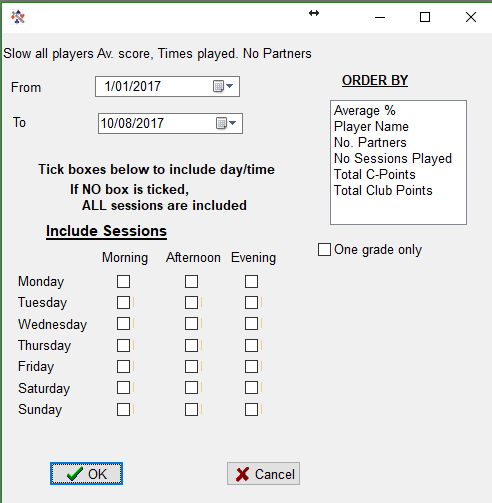 Slow all players Av. score, Times played. No Partners
From 1/01/2017
To 10/08/2017
Tick boxes below to include day/time
If NO box is ticked,
ALL sessions are included
Include Sessions
Morning Afternoon Evening
Monday
Tuesday
Wednesday
Thursday
Friday
Saturday
Sunday
ORDER BY
Average %
Player Name
No. Partners
No Sessions Played
Total C-Points
Total Club Points
One grade only
OK Cancel